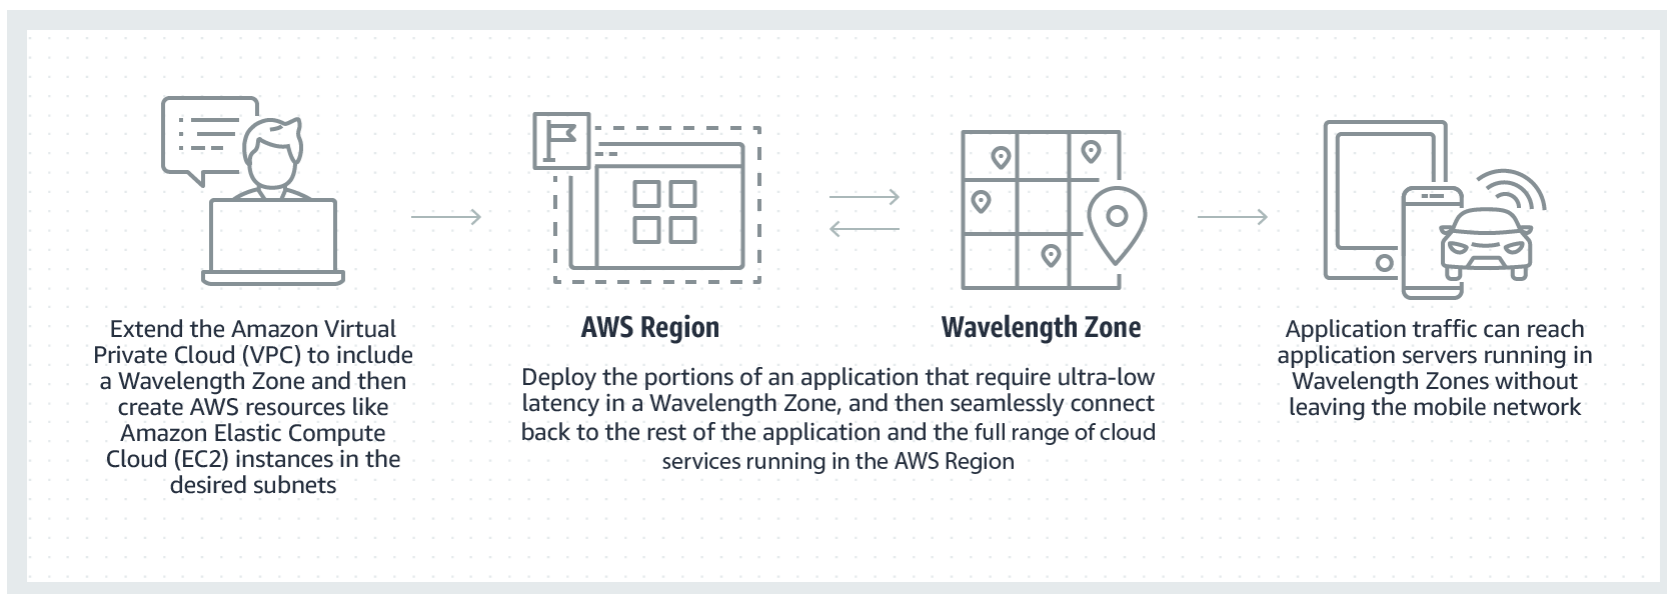 Extend the Amazon Virtual
Private Cloud (VPC) to include
a Wavelength Zone and then
create AWS resources like
Amazon Elastic Compute
Cloud (EC2) instances in the
desired subnets
AWS Region
Wavelength Zone
Deploy the portions of an application that require ultra-low
latency in a Wavelength Zone, and then seamlessly connect
back to the rest of the application and the full range of cloud
services running in the AWS Region
Application traffic can reach
application servers running in
Wavelength Zones without
leaving the mobile network